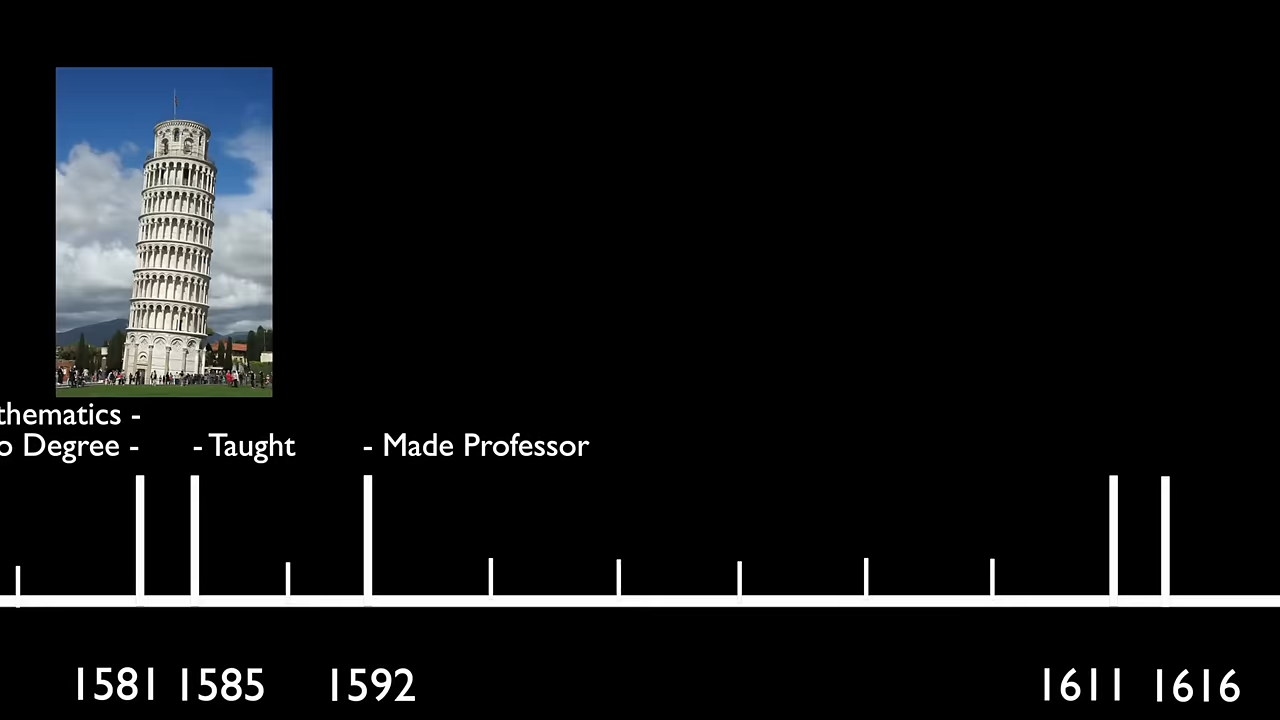 thematics -
o Degree -
- Taught
- Made Professor
1581
1585
1592
1611
1616